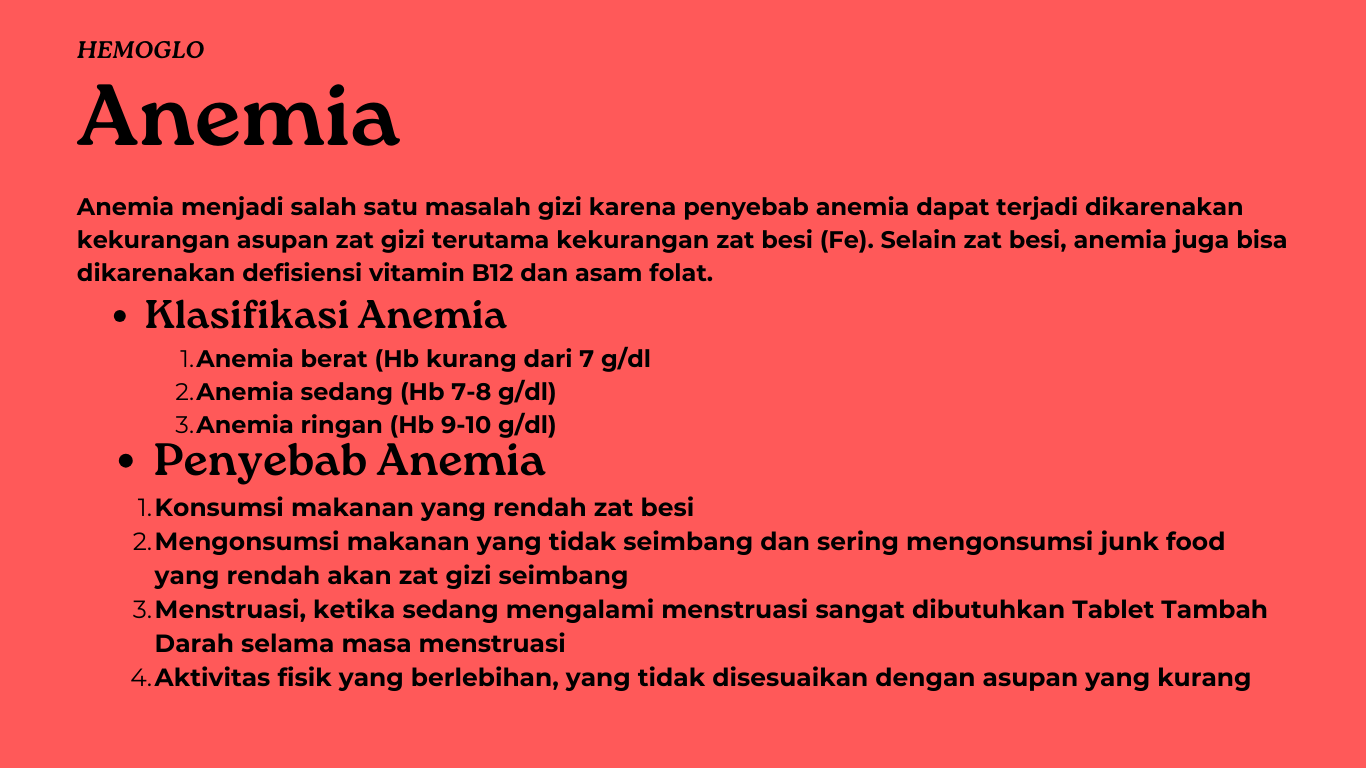 HEMOGLO
Anemia
Anemia menjadi salah satu masalah gizi karena penyebab anemia dapat terjadi dikarenakan
kekurangan asupan zat gizi terutama kekurangan zat besi (Fe). Selain zat besi, anemia juga bisa
dikarenakan defisiensi vitamin B12 dan asam folat.
• Klasifikasi Anemia
1. Anemia berat (Hb kurang dari 7 g/dl
2. Anemia sedang (Hb 7-8 g/dl)
3. Anemia ringan (Hb 9-10 g/dl)
• Penyebab Anemia
1. Konsumsi makanan yang rendah zat besi
2. Mengonsumsi makanan yang tidak seimbang dan sering mengonsumsi junk food
yang rendah akan zat gizi seimbang
3. Menstruasi, ketika sedang mengalami menstruasi sangat dibutuhkan Tablet Tambah
Darah selama masa menstruasi
4. Aktivitas fisik yang berlebihan, yang tidak disesuaikan dengan asupan yang kurang